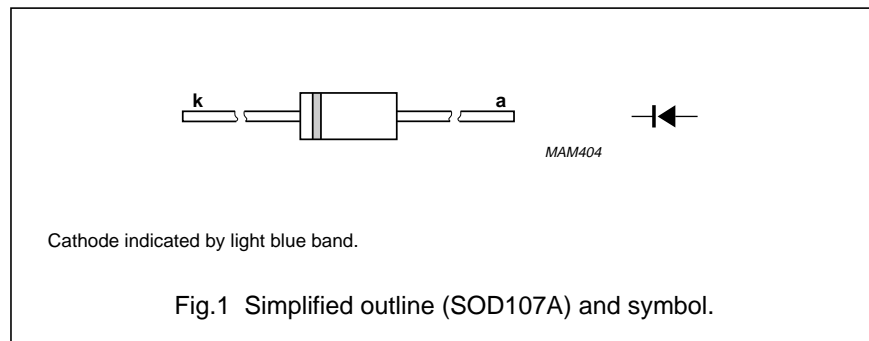 k a
MAM404
Cathode indicated by light blue band.
Fig.1 Simplified outline (SOD107A) and symbol.